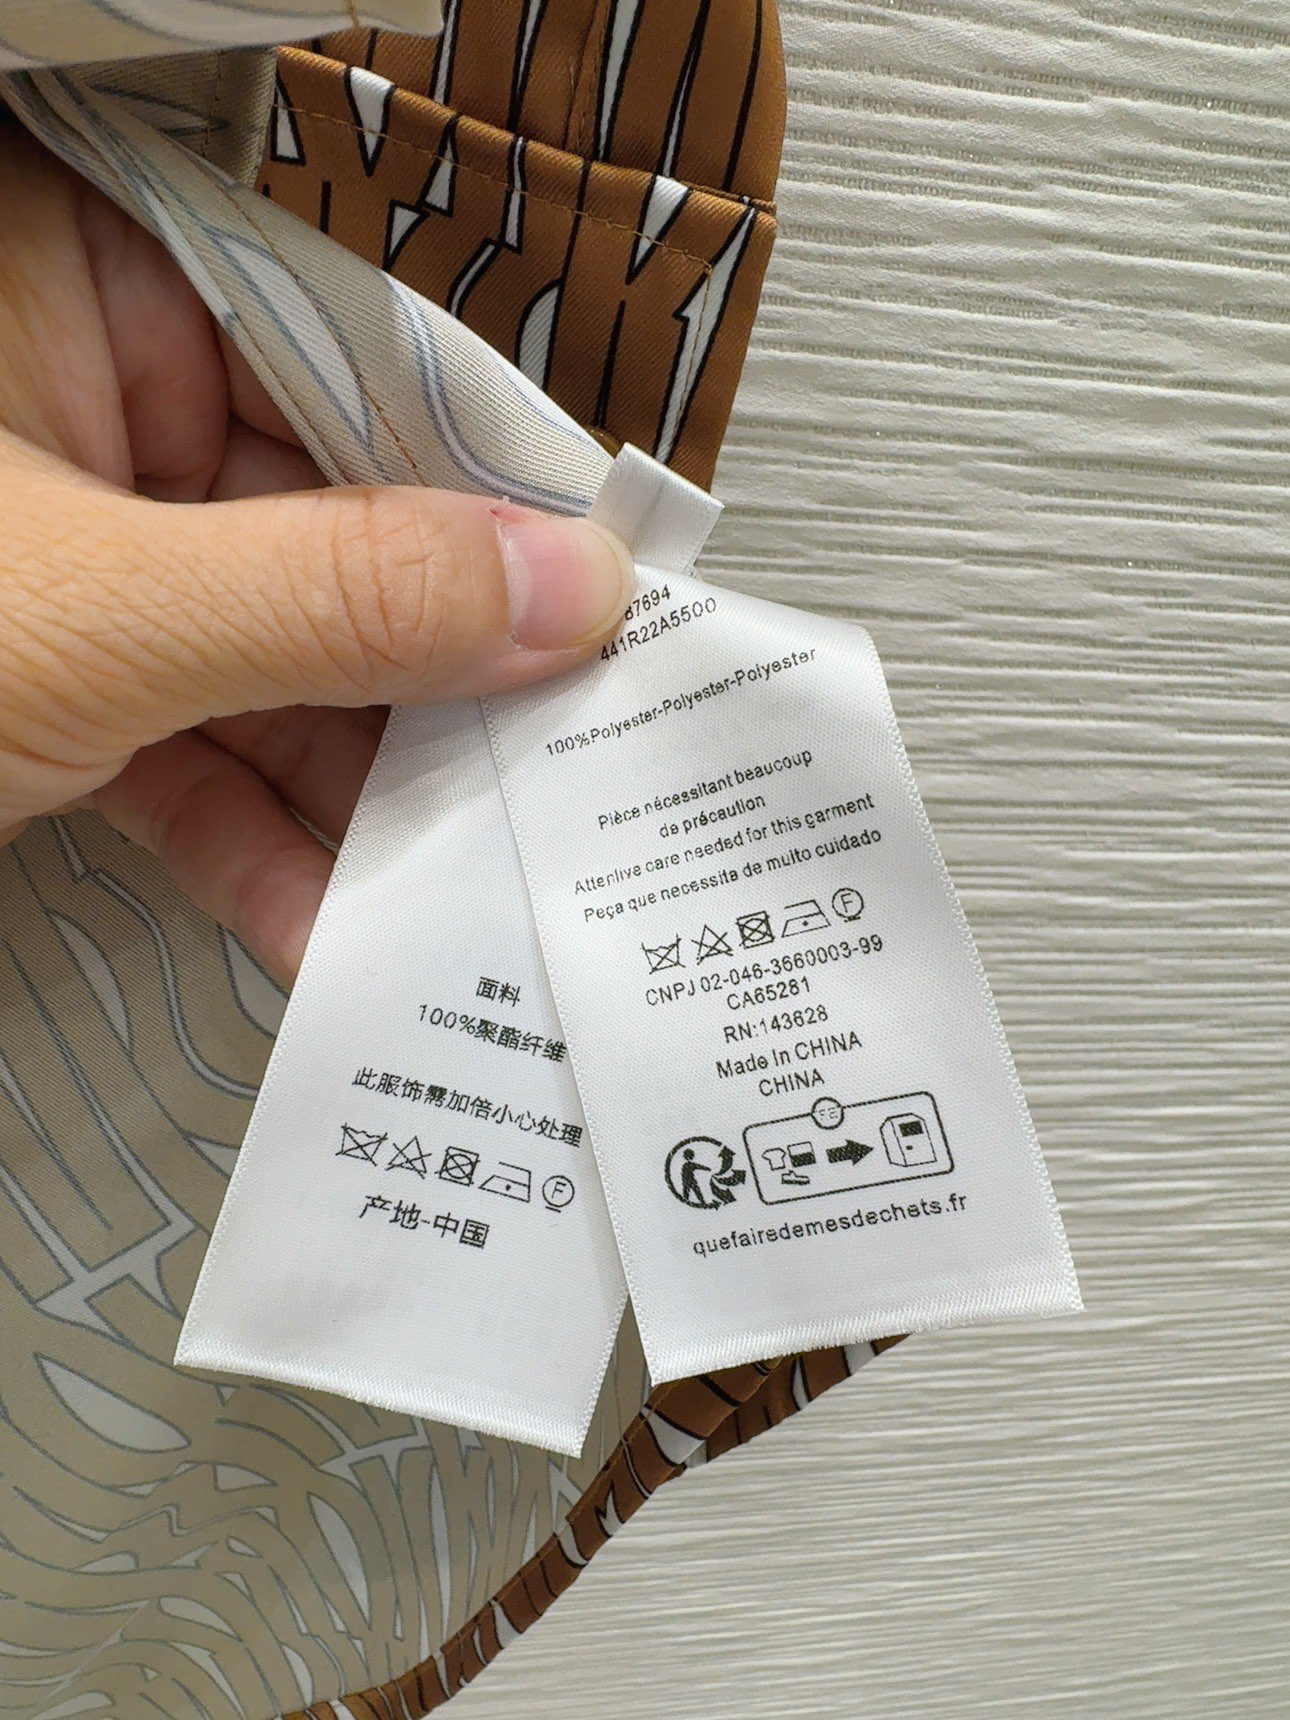 87694
441R22A5500
100%Polyester-Polyester-Polyester
Pièce nécessitant beaucoup
de précaution
Attentive care needed for this garment
Peça que necessita de muito cuidado
F
CNPJ 02-046-3660003-99
CA65281
RN:143628
Made In CHINA
CHINA
quefairedemesdechets.fr
面料
100%聚酯纤维
此服饰需加倍小心处理
F
产地-中国